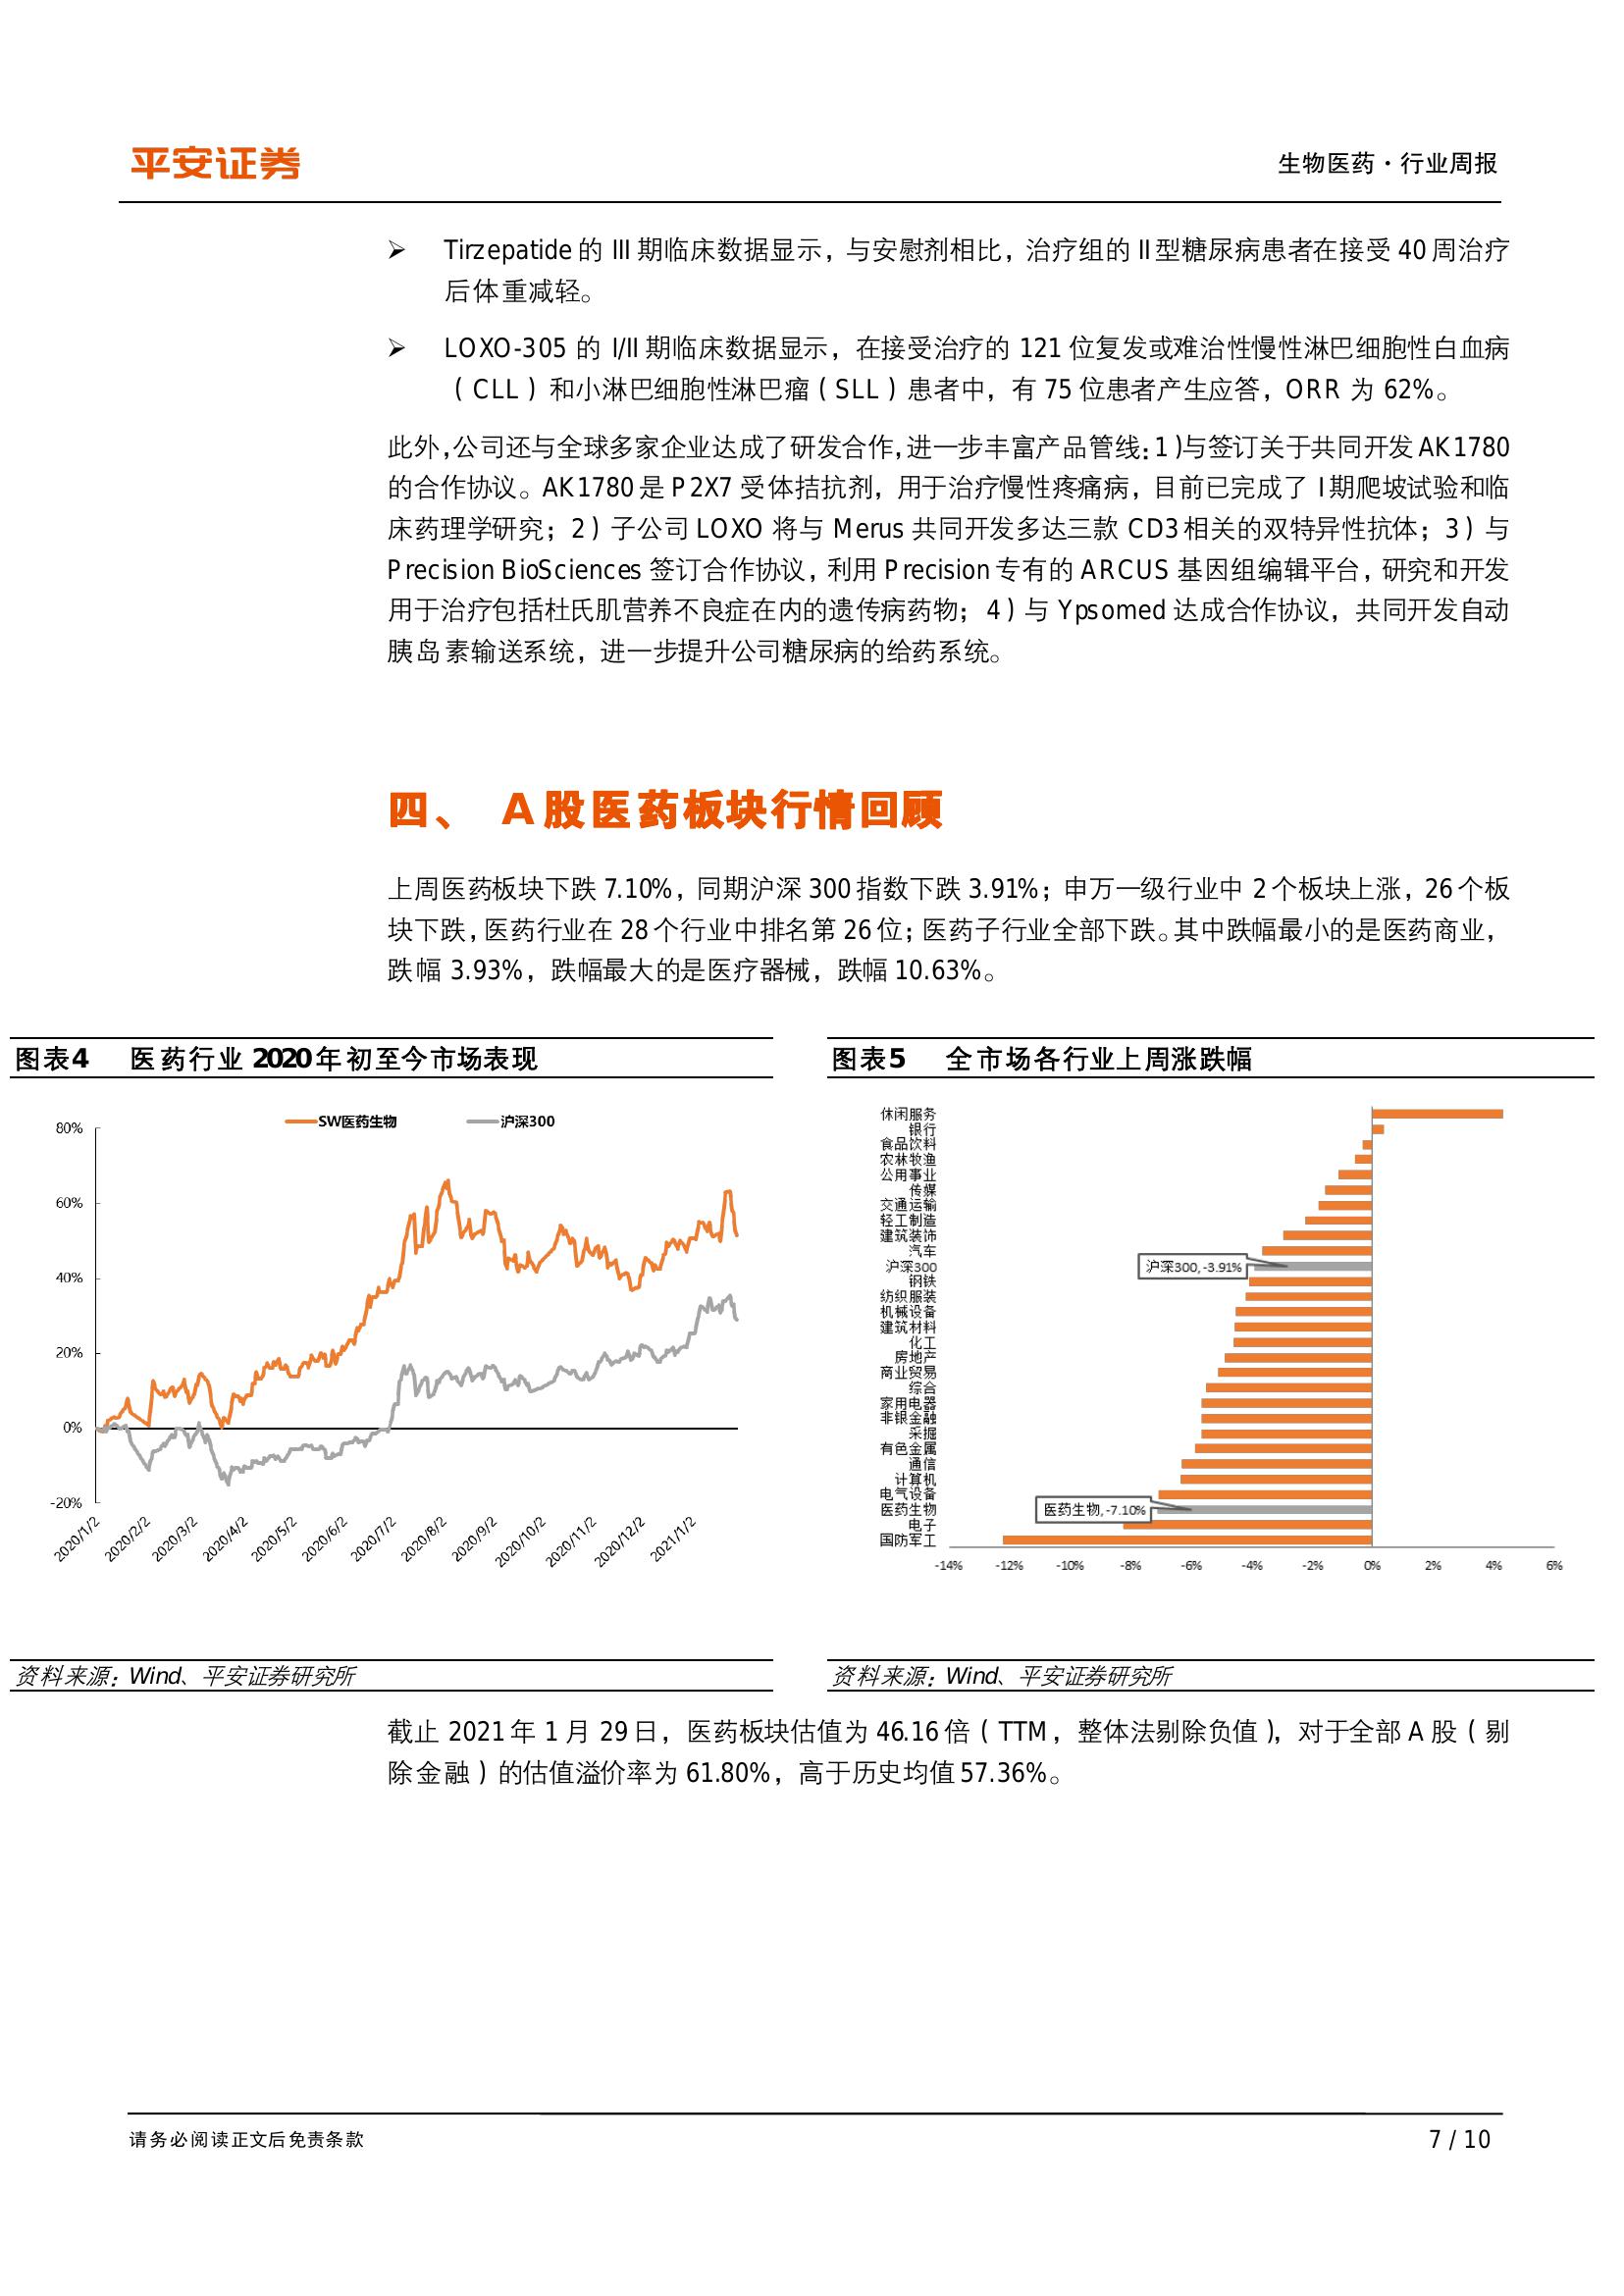 平安证券
生物医药·行业周报
➢ Tirzepatide 的 III 期临床数据显示，与安慰剂相比，治疗组的 II 型糖尿病患者在接受 40 周治疗
后体重减轻。
➢ LOXO-305 的 I/II 期临床数据显示，在接受治疗的 121 位复发或难治性慢性淋巴细胞性白血病
（CLL）和小淋巴细胞性淋巴瘤（SLL）患者中，有 75 位患者产生应答，ORR 为 62%。
此外，公司还与全球多家企业达成了研发合作，进一步丰富产品管线：1）与签订关于共同开发 AK1780
的合作协议。AK1780 是 P2X7 受体拮抗剂，用于治疗慢性疼痛病，目前已完成了 I 期爬坡试验和临
床药理学研究；2）子公司 LOXO 将与 Merus 共同开发多达三款 CD3 相关的双特异性抗体；3）与
Precision BioSciences 签订合作协议，利用 Precision 专有的 ARCUS 基因组编辑平台，研究和开发
用于治疗包括杜氏肌营养不良症在内的遗传病药物；4）与 Ypsomed 达成合作协议，共同开发自动
胰岛素输送系统，进一步提升公司糖尿病的给药系统。
四、 A 股医药板块行情回顾
上周医药板块下跌 7.10%，同期沪深 300 指数下跌 3.91%；申万一级行业中 2 个板块上涨，26 个板
块下跌，医药行业在 28 个行业中排名第 26 位；医药子行业全部下跌。其中跌幅最小的是医药商业，
跌幅 3.93%，跌幅最大的是医疗器械，跌幅 10.63%。
图表4 医药行业 2020 年初至今市场表现
SW医药生物 沪深300
80%
60%
40%
20%
0%
-20%
2020/1/2 2020/2/2 2020/3/2 2020/4/2 2020/5/2 2020/6/2 2020/7/2 2020/8/2 2020/9/2 2020/10/2 2020/11/2 2020/12/2 2021/1/2
资料来源：Wind、平安证券研究所
图表5 全市场各行业上周涨跌幅
休闲服务
银行
食品饮料
农林牧渔
公用事业
传媒
交通运输
轻工制造
建筑装饰
汽车
沪深300
沪深300, -3.91%
钢铁
纺织服装
机械设备
建筑材料
化工
房地产
商业贸易
综合
家用电器
非银金融
采掘
有色金属
通信
计算机
电气设备
医药生物
医药生物, -7.10%
电子
国防军工
-14% -12% -10% -8% -6% -4% -2% 0% 2% 4% 6%
资料来源：Wind、平安证券研究所
截止 2021 年 1 月 29 日，医药板块估值为 46.16 倍（TTM，整体法剔除负值），对于全部 A 股（剔
除金融）的估值溢价率为 61.80%，高于历史均值 57.36%。
请务必阅读正文后免责条款
7 / 10